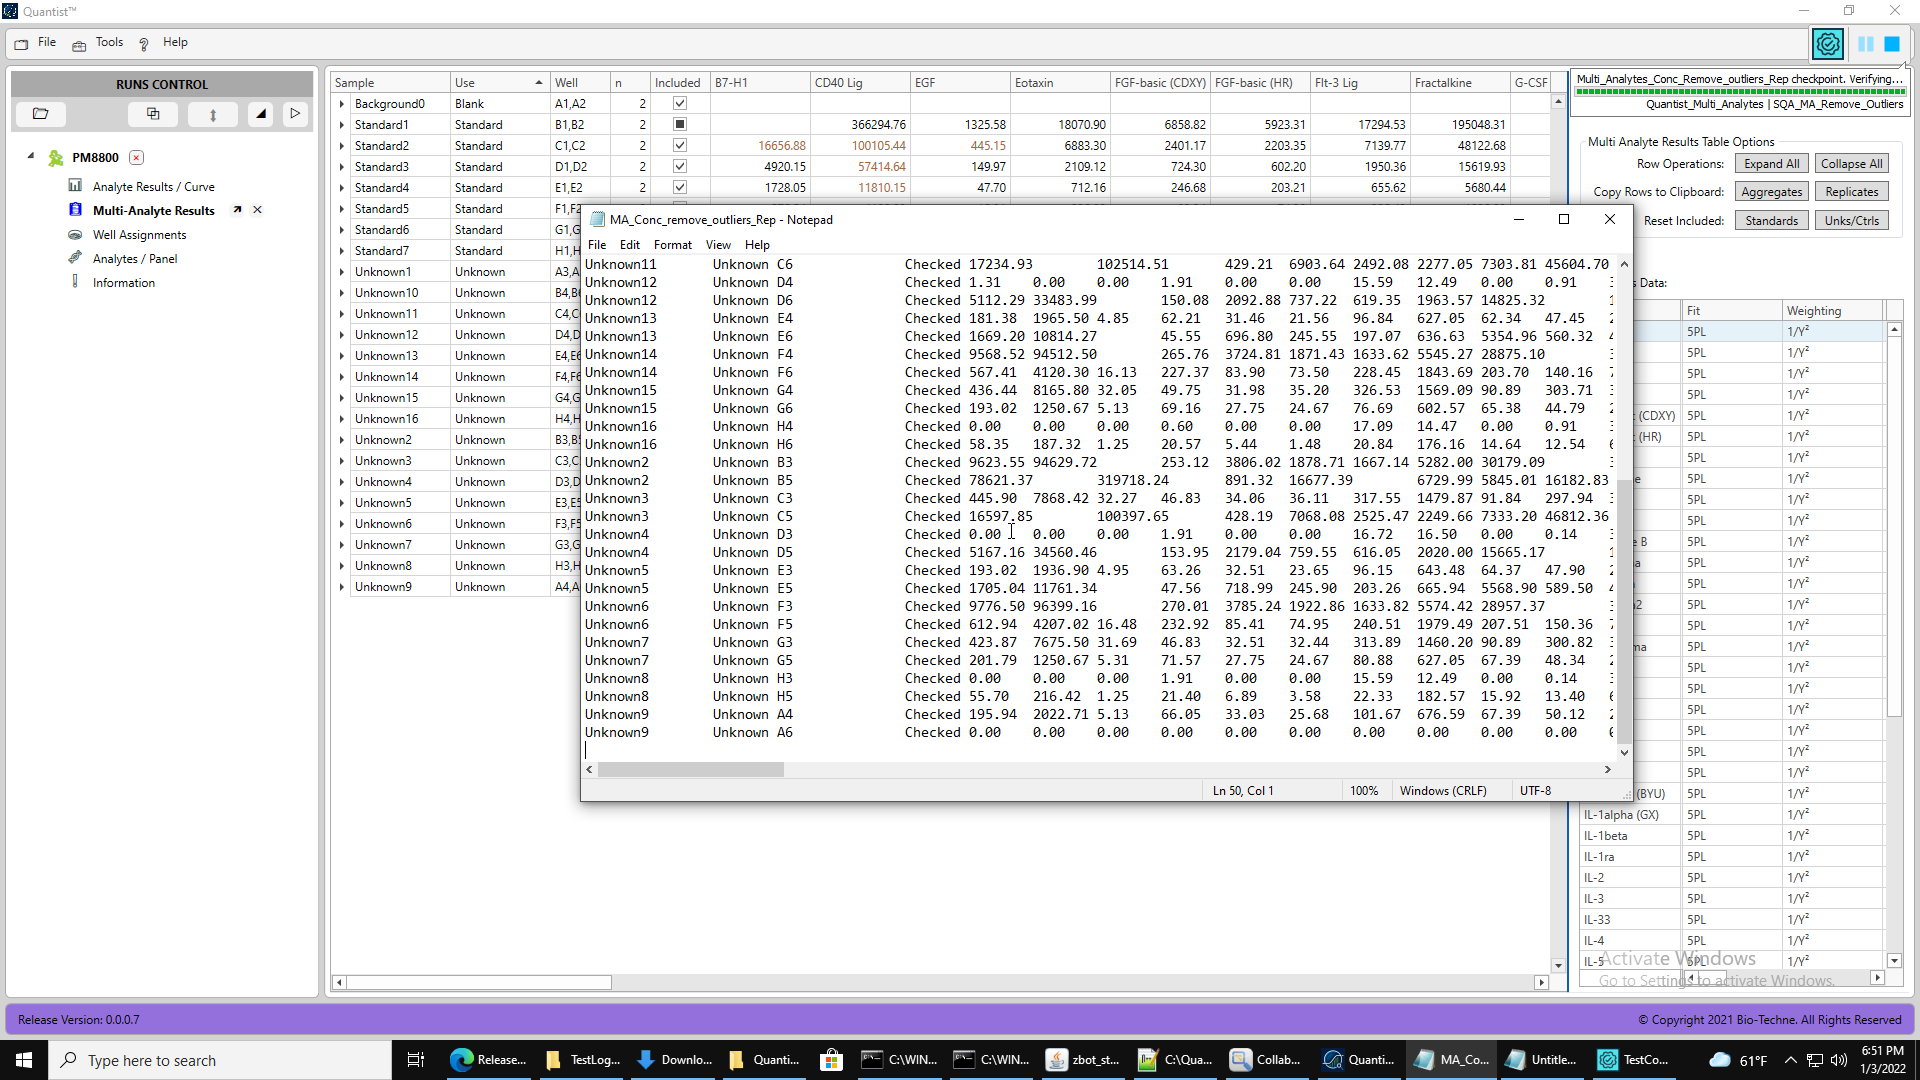 Quantist™
File Tools Help
RUNS CONTROL
PM8800
Analyte Results / Curve
Multi-Analyte Results
Well Assignments
Analytes / Panel
Information
Sample Use Well n Included B7-H1 CD40 Lig EGF Eotaxin FGF-basic (CDXY) FGF-basic (HR) Flt-3 Lig Fractalkine G-CSF
Background0 Blank A1,A2 2
Standard1 Standard B1,B2 2 366294.76 1325.58 18070.90 6858.82 5923.31 17294.53 195048.31
Standard2 Standard C1,C2 2 16656.88 100105.44 445.15 6883.30 2401.17 2203.35 7139.77 48122.68
Standard3 Standard D1,D2 2 4920.15 57414.64 149.97 2109.12 724.30 602.20 1950.36 15619.93
Standard4 Standard E1,E2 2 1728.05 11810.15 47.70 712.16 246.68 203.21 655.62 5680.44
Standard5 Standard F1,F2
Standard6 Standard G1,G
Standard7 Standard H1,H
Unknown1 Unknown A3,A
Unknown10 Unknown B4,B6
Unknown11 Unknown C4,C
Unknown12 Unknown D4,D
Unknown13 Unknown E4,E6
Unknown14 Unknown F4,F6
Unknown15 Unknown G4,G
Unknown16 Unknown H4,H
Unknown2 Unknown B3,B5
Unknown3 Unknown C3,C
Unknown4 Unknown D3,D
Unknown5 Unknown E3,E5
Unknown6 Unknown F3,F5
Unknown7 Unknown G3,G
Unknown8 Unknown H3,H
Unknown9 Unknown A4,A
MA_Conc_remove_outliers_Rep - Notepad
File Edit Format View Help
Unknown11 Unknown C6 Checked 17234.93 102514.51 429.21 6903.64 2492.08 2277.05 7303.81 45604.70
Unknown12 Unknown D4 Checked 1.31 0.00 0.00 1.91 0.00 0.00 15.59 12.49 0.00 0.91
Unknown12 Unknown D6 Checked 5112.29 33483.99 150.08 2092.88 737.22 619.35 1963.57 14825.32
Unknown13 Unknown E4 Checked 181.38 1965.50 4.85 62.21 31.46 21.56 96.84 627.05 62.34 47.45
Unknown13 Unknown E6 Checked 1669.20 10814.27 45.55 696.80 245.55 197.07 636.63 5354.96 560.32
Unknown14 Unknown F4 Checked 9568.52 94512.50 265.76 3724.81 1871.43 1633.62 5545.27 28875.10
Unknown14 Unknown F6 Checked 567.41 4120.30 16.13 227.37 83.90 73.50 228.45 1843.69 203.70 140.16
Unknown15 Unknown G4 Checked 436.44 8165.80 32.05 49.75 31.98 35.20 326.53 1569.09 90.89 303.71
Unknown15 Unknown G6 Checked 193.02 1250.67 5.13 69.16 27.75 24.67 76.69 602.57 65.38 44.79
Unknown16 Unknown H4 Checked 0.00 0.00 0.00 0.60 0.00 0.00 17.09 14.47 0.00 0.91
Unknown16 Unknown H6 Checked 58.35 187.32 1.25 20.57 5.44 1.48 20.84 176.16 14.64 12.54
Unknown2 Unknown B3 Checked 9623.55 94629.72 253.12 3806.02 1878.71 1667.14 5282.00 30179.09
Unknown2 Unknown B5 Checked 78621.37 319718.24 891.32 16677.39 6729.99 5845.01 16182.83
Unknown3 Unknown C3 Checked 445.90 7868.42 32.27 46.83 34.06 36.11 317.55 1479.87 91.84 297.94
Unknown3 Unknown C5 Checked 16597.85 100397.65 428.19 7068.08 2525.47 2249.66 7333.20 46812.36
Unknown4 Unknown D3 Checked 0.00 0.00 0.00 1.91 0.00 0.00 16.72 16.50 0.00 0.14
Unknown4 Unknown D5 Checked 5167.16 34560.46 153.95 2179.04 759.55 616.05 2020.00 15665.17
Unknown5 Unknown E3 Checked 193.02 1936.90 4.95 63.26 32.51 23.65 96.15 643.48 64.37 47.90
Unknown5 Unknown E5 Checked 1705.04 11761.34 47.56 718.99 245.90 203.26 665.94 5568.90 589.50
Unknown6 Unknown F3 Checked 9776.50 96399.16 270.01 3785.24 1922.86 1633.82 5574.42 28957.37
Unknown6 Unknown F5 Checked 612.94 4207.02 16.48 232.92 85.41 74.95 240.51 1979.49 207.51 150.36
Unknown7 Unknown G3 Checked 423.87 7675.50 31.69 46.83 32.51 32.44 313.89 1460.20 90.89 300.82
Unknown7 Unknown G5 Checked 201.79 1250.67 5.31 71.57 27.75 24.67 80.88 627.05 67.39 48.34
Unknown8 Unknown H3 Checked 0.00 0.00 0.00 1.91 0.00 0.00 15.59 12.49 0.00 0.14
Unknown8 Unknown H5 Checked 55.70 216.42 1.25 21.40 6.89 3.58 22.33 182.57 15.92 13.40
Unknown9 Unknown A4 Checked 195.94 2022.71 5.13 66.05 33.03 25.68 101.67 676.59 67.39 50.12
Unknown9 Unknown A6 Checked 0.00 0.00 0.00 0.00 0.00 0.00 0.00 0.00 0.00 0.00
Ln 50, Col 1 100% Windows (CRLF) UTF-8
Multi_Analytes_Conc_Remove_outliers_Rep checkpoint. Verifying...
Quantist_Multi_Analytes | SQA_MA_Remove_Outliers
Multi Analyte Results Table Options
Row Operations: Expand All Collapse All
Copy Rows to Clipboard: Aggregates Replicates
Reset Included: Standards Unks/Ctrls
s Data:
Fit Weighting
5PL 1/Y²
5PL 1/Y²
5PL 1/Y²
5PL 1/Y²
(CDXY) 5PL 1/Y²
(HR) 5PL 1/Y²
5PL 1/Y²
e 5PL 1/Y²
5PL 1/Y²
5PL 1/Y²
e B 5PL 1/Y²
a 5PL 1/Y²
5PL 1/Y²
2 5PL 1/Y²
5PL 1/Y²
ma 5PL 1/Y²
5PL 1/Y²
5PL 1/Y²
5PL 1/Y²
5PL 1/Y²
5PL 1/Y²
5PL 1/Y²
(BYU) 5PL 1/Y²
IL-1alpha (GX) 5PL 1/Y²
IL-1beta 5PL 1/Y²
IL-1ra 5PL 1/Y²
IL-2 5PL 1/Y²
IL-3 5PL 1/Y²
IL-33 5PL 1/Y²
IL-4 5PL 1/Y²
IL-5 5PL 1/Y²
Activate Windows
Go to Settings to activate Windows.
Release Version: 0.0.0.7
© Copyright 2021 Bio-Techne. All Rights Reserved
Type here to search
Release... TestLog... Downlo... Quanti... C:\WIN... C:\WIN... zbot_st... C:\Qua... Collab... Quanti... MA_Co... Untitle... TestCo...
61°F
6:51 PM
1/3/2022